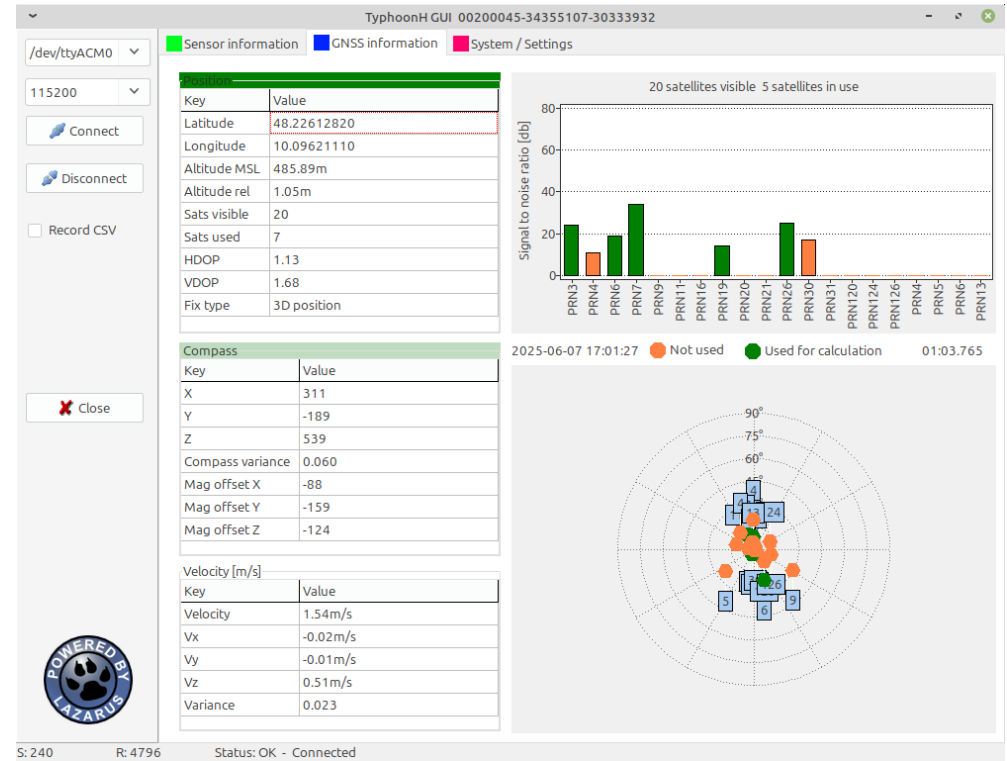 TyphoonH GUI 00200045-34355107-30333932
/dev/ttyACM0
115200
Connect
Disconnect
Record CSV
Close
POWERED BY LAZARUS
Sensor information GNSS information System / Settings
Position
Key Value
Latitude 48.22612820
Longitude 10.09621110
Altitude MSL 485.89m
Altitude rel 1.05m
Sats visible 20
Sats used 7
HDOP 1.13
VDOP 1.68
Fix type 3D position
Compass
Key Value
X 311
Y -189
Z 539
Compass variance 0.060
Mag offset X -88
Mag offset Y -159
Mag offset Z -124
Velocity [m/s]
Key Value
Velocity 1.54m/s
Vx -0.02m/s
Vy -0.01m/s
Vz 0.51m/s
Variance 0.023
20 satellites visible 5 satellites in use
Signal to noise ratio [db]
80
60
40
20
0
PRN3 PRN4 PRN6 PRN7 PRN9 PRN11 PRN16 PRN19 PRN20 PRN21 PRN26 PRN30 PRN31 PRN120 PRN124 PRN126 PRN4 PRN5 PRN6 PRN13
2025-06-07 17:01:27 Not used Used for calculation 01:03.765
90°
75°
60°
4
4
13 24
5
6
9
S: 240 R: 4796 Status: OK - Connected